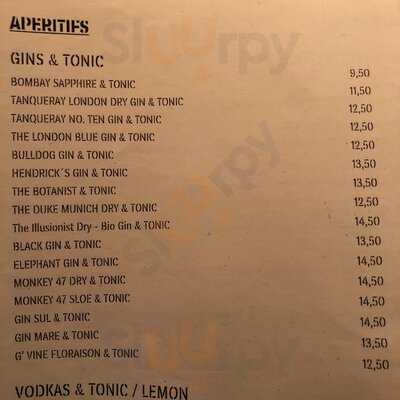 APERITIFS
GINS & TONIC
BOMBAY SAPPHIRE & TONIC 9,50
TANQUERAY LONDON DRY GIN & TONIC 11,50
TANQUERAY NO. TEN GIN & TONIC 12,50
THE LONDON BLUE GIN & TONIC 12,50
BULLDOG GIN & TONIC 12,50
HENDRICK´S GIN & TONIC 13,50
THE BOTANIST & TONIC 13,50
THE DUKE MUNICH DRY & TONIC 12,50
The Illusionist Dry - Bio Gin & TONIC 14,50
BLACK GIN & TONIC 13,50
ELEPHANT GIN & TONIC 14,50
MONKEY 47 DRY & TONIC 14,50
MONKEY 47 SLOE & TONIC 14,50
GIN SUL & TONIC 14,50
GIN MARE & TONIC 13,50
G' VINE FLORAISON & TONIC 12,50
VODKAS & TONIC / LEMON